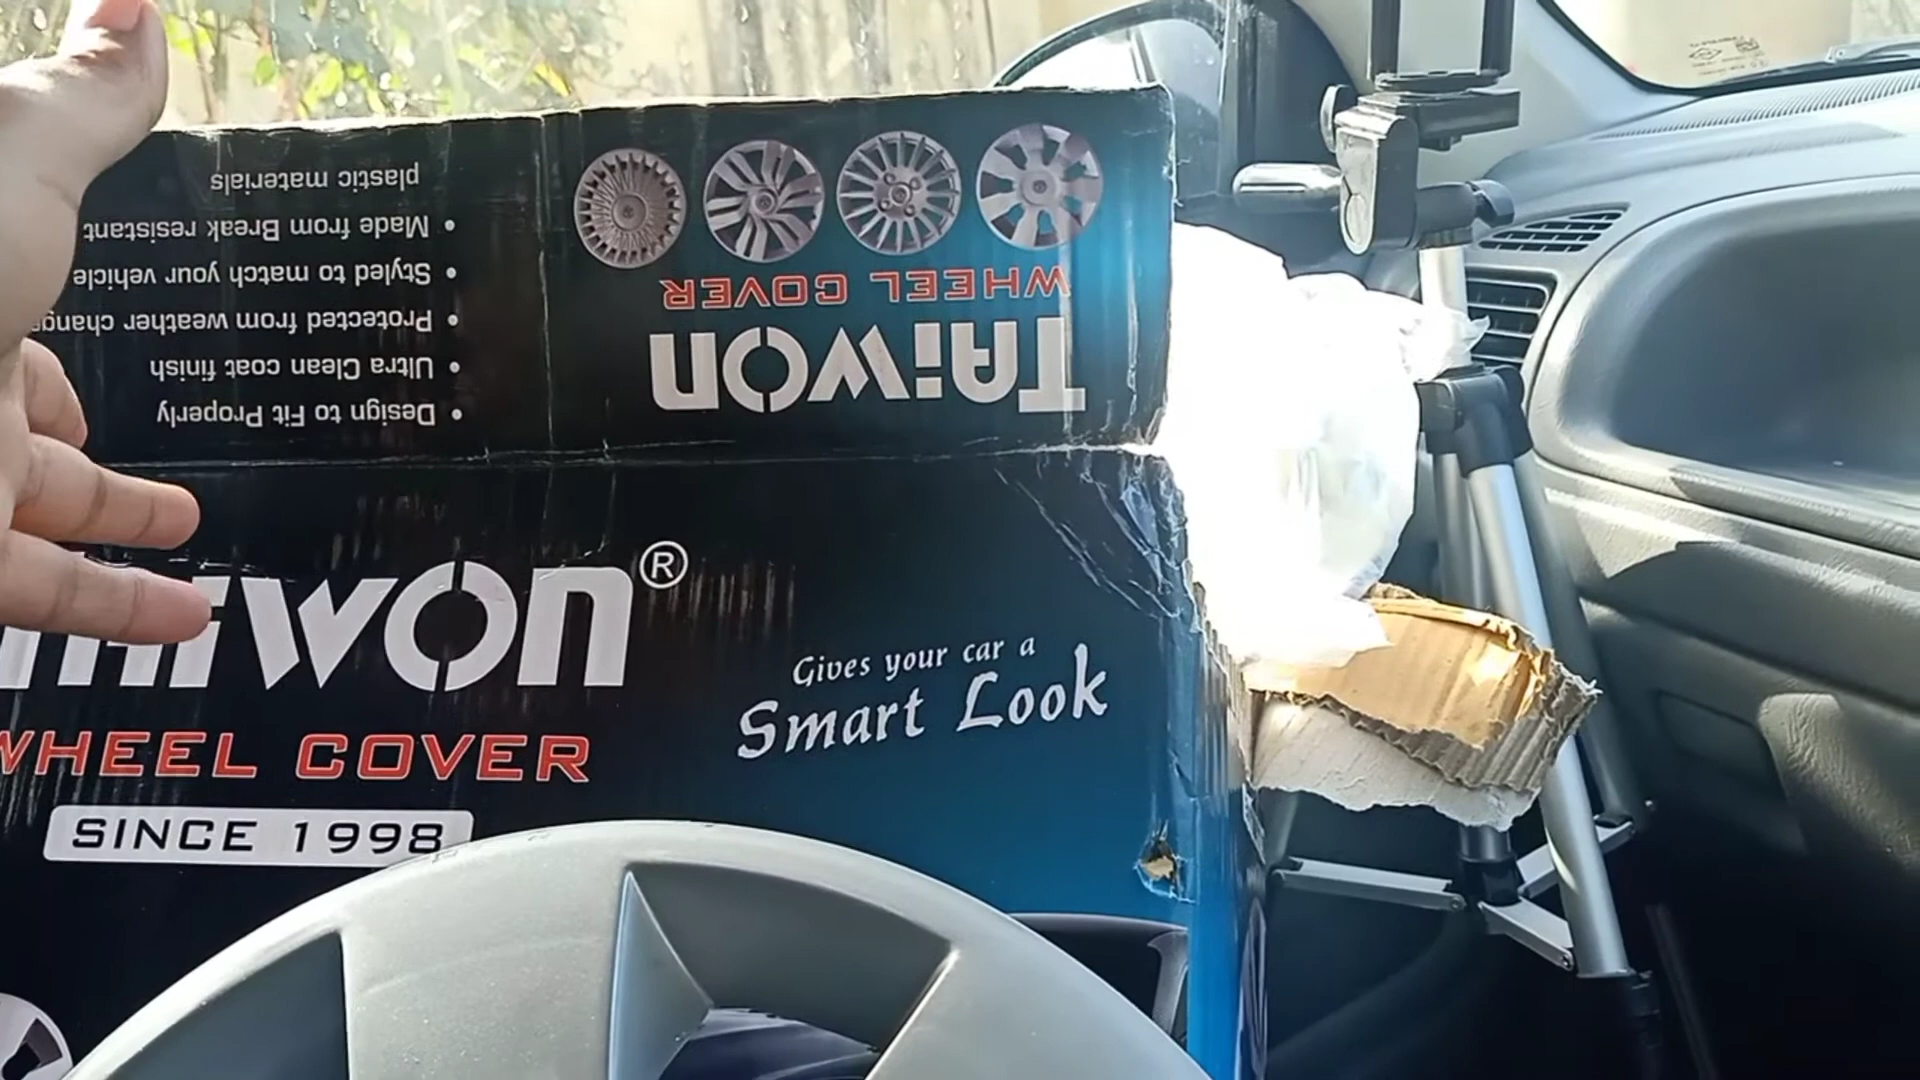 TAIWON
WHEEL COVER
• Design to Fit Properly
• Ultra Clean coat finish
• Protected from weather
• Styled to match your vehicle
• Made from Break resistant
plastic materials
TAIWON®
WHEEL COVER
SINCE 1998
Gives your car a
Smart Look